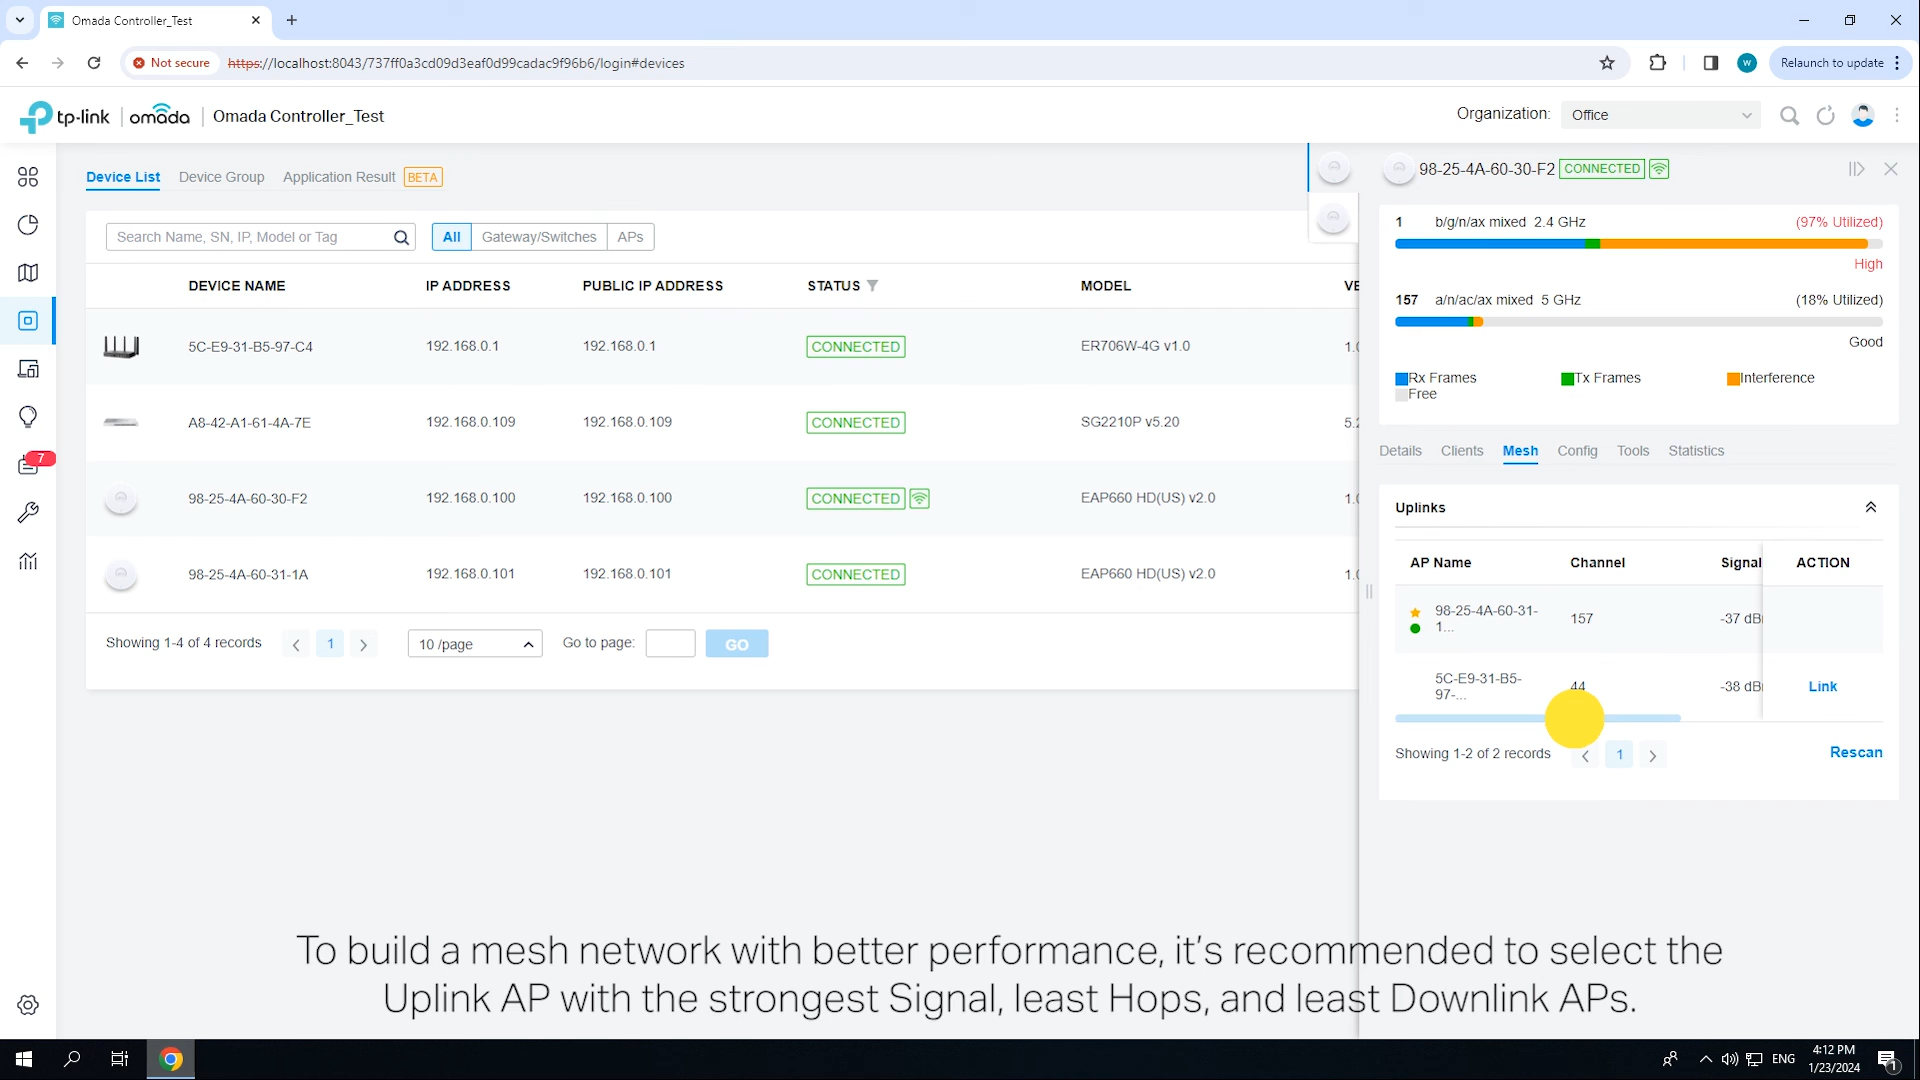 Omada Controller_Test
Not secure
https://localhost:8043/737ff0a3cd09d3eaf0d99cadac9f96b6/login#devices
W
Relaunch to update
tp-link | omada | Omada Controller_Test
Organization: Office
Device List Device Group Application Result BETA
98-25-4A-60-30-F2 CONNECTED
Search Name, SN, IP, Model or Tag
All Gateway/Switches APs
1 b/g/n/ax mixed 2.4 GHz (97% Utilized)
High
DEVICE NAME IP ADDRESS PUBLIC IP ADDRESS STATUS MODEL VE
157 a/n/ac/ax mixed 5 GHz (18% Utilized)
Good
5C-E9-31-B5-97-C4 192.168.0.1 192.168.0.1 CONNECTED ER706W-4G v1.0 1.0
Rx Frames Tx Frames Interference
Free
A8-42-A1-61-4A-7E 192.168.0.109 192.168.0.109 CONNECTED SG2210P v5.20 5.2
Details Clients Mesh Config Tools Statistics
7
98-25-4A-60-30-F2 192.168.0.100 192.168.0.100 CONNECTED EAP660 HD(US) v2.0 1.0
Uplinks
AP Name Channel Signal ACTION
98-25-4A-60-31-1A 192.168.0.101 192.168.0.101 CONNECTED EAP660 HD(US) v2.0 1.0
98-25-4A-60-31-
1... 157 -37 dB
Showing 1-4 of 4 records 1 10 /page Go to page: GO
5C-E9-31-B5-
97-... 44 -38 dB Link
Showing 1-2 of 2 records 1 Rescan
To build a mesh network with better performance, it's recommended to select the
Uplink AP with the strongest Signal, least Hops, and least Downlink APs.
ENG
4:12 PM
1/23/2024
1